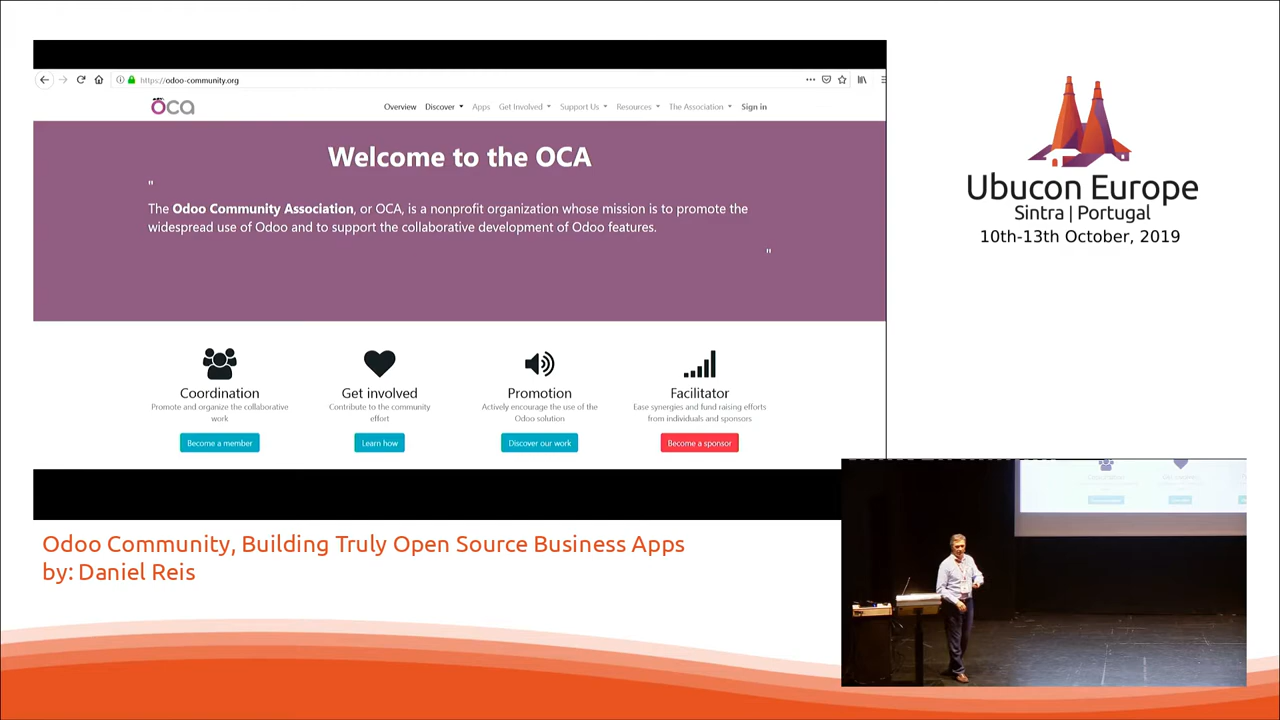 https://odoo-community.org
oca
Overview Discover Apps Get Involved Support Us Resources The Association Sign in
Welcome to the OCA
"
The Odoo Community Association, or OCA, is a nonprofit organization whose mission is to promote the
widespread use of Odoo and to support the collaborative development of Odoo features.
"
Coordination
Promote and organize the collaborative
work
Become a member
Get involved
Contribute to the community
effort
Learn how
Promotion
Actively encourage the use of the
Odoo solution
Discover our work
Facilitator
Ease synergies and fund raising efforts
from individuals and sponsors
Become a sponsor
Ubucon Europe
Sintra | Portugal
10th-13th October, 2019
Odoo Community, Building Truly Open Source Business Apps
by: Daniel Reis